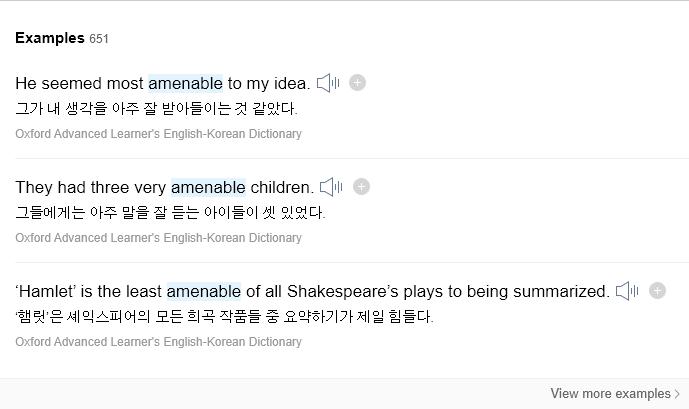 Examples 651
He seemed most amenable to my idea.
그가 내 생각을 아주 잘 받아들이는 것 같았다.
Oxford Advanced Learner's English-Korean Dictionary
They had three very amenable children.
그들에게는 아주 말을 잘 듣는 아이들이 셋 있었다.
Oxford Advanced Learner's English-Korean Dictionary
‘Hamlet’ is the least amenable of all Shakespeare’s plays to being summarized.
‘햄릿’은 셰익스피어의 모든 희곡 작품들 중 요약하기가 제일 힘들다.
Oxford Advanced Learner's English-Korean Dictionary
View more examples